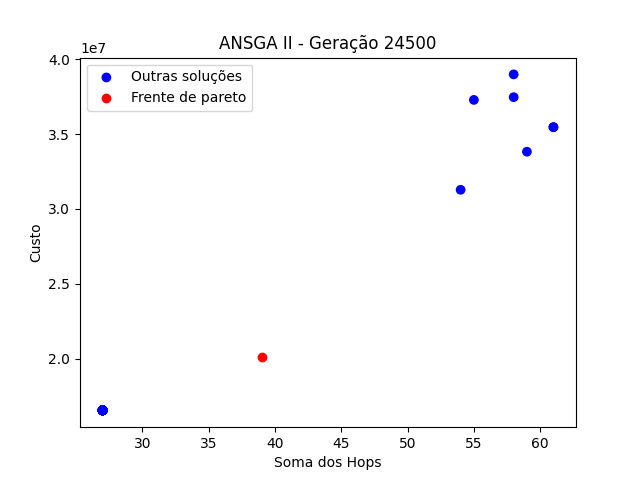 ANSGA II - Geração 24500
1e7
Outras soluções
Frente de pareto
4.0
3.5
3.0
2.5
2.0
Custo
30 35 40 45 50 55 60
Soma dos Hops